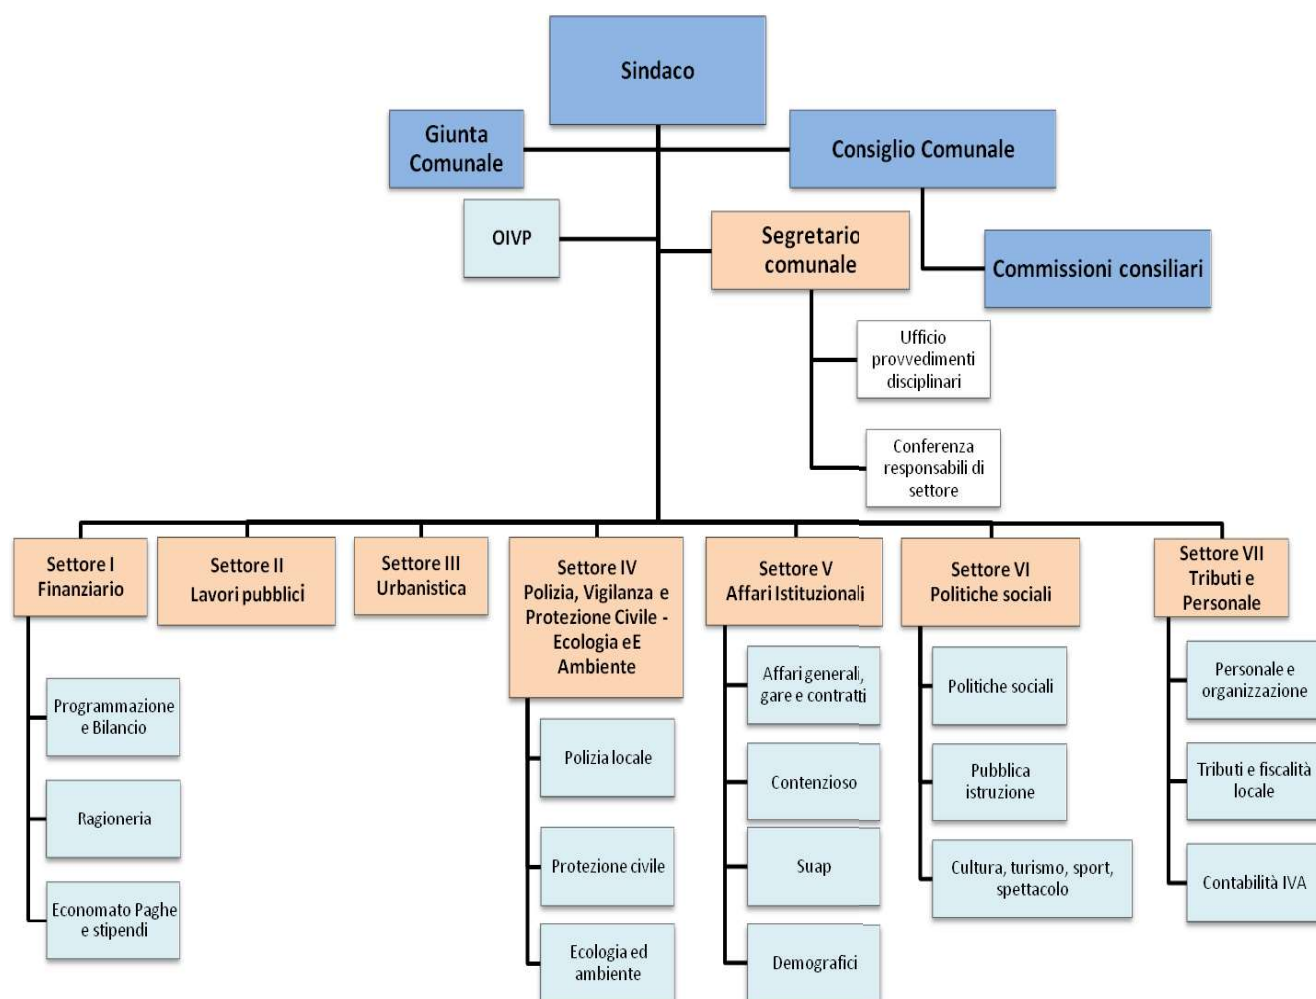 Sindaco
Giunta
Comunale
Consiglio Comunale
OIVP
Segretario
comunale
Commissioni consiliari
Ufficio
provvedimenti
disciplinari
Conferenza
responsabili di
settore
Settore I
Finanziario
Settore II
Lavori pubblici
Settore III
Urbanistica
Settore IV
Polizia, Vigilanza e
Protezione Civile -
Ecologia eE
Ambiente
Settore V
Affari Istituzionali
Settore VI
Politiche sociali
Settore VII
Tributi e
Personale
Programmazione
e Bilancio
Ragioneria
Economato Paghe
e stipendi
Polizia locale
Protezione civile
Ecologia ed
ambiente
Affari generali,
gare e contratti
Contenzioso
Suap
Demografici
Politiche sociali
Pubblica
istruzione
Cultura, turismo, sport,
spettacolo
Personale e
organizzazione
Tributi e fiscalità
locale
Contabilità IVA